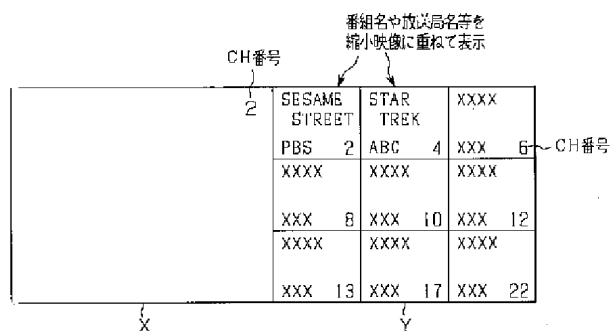 番組名や放送局名等を
縮小映像に重ねて表示
CH番号
2
SESAME STREET
PBS 2
STAR TREK
ABC 4
XXXX
XXX 6
CH番号
XXXX
XXX 8
XXXX
XXX 10
XXXX
XXX 12
XXXX
XXX 13
XXXX
XXX 17
XXXX
XXX 22
X
Y